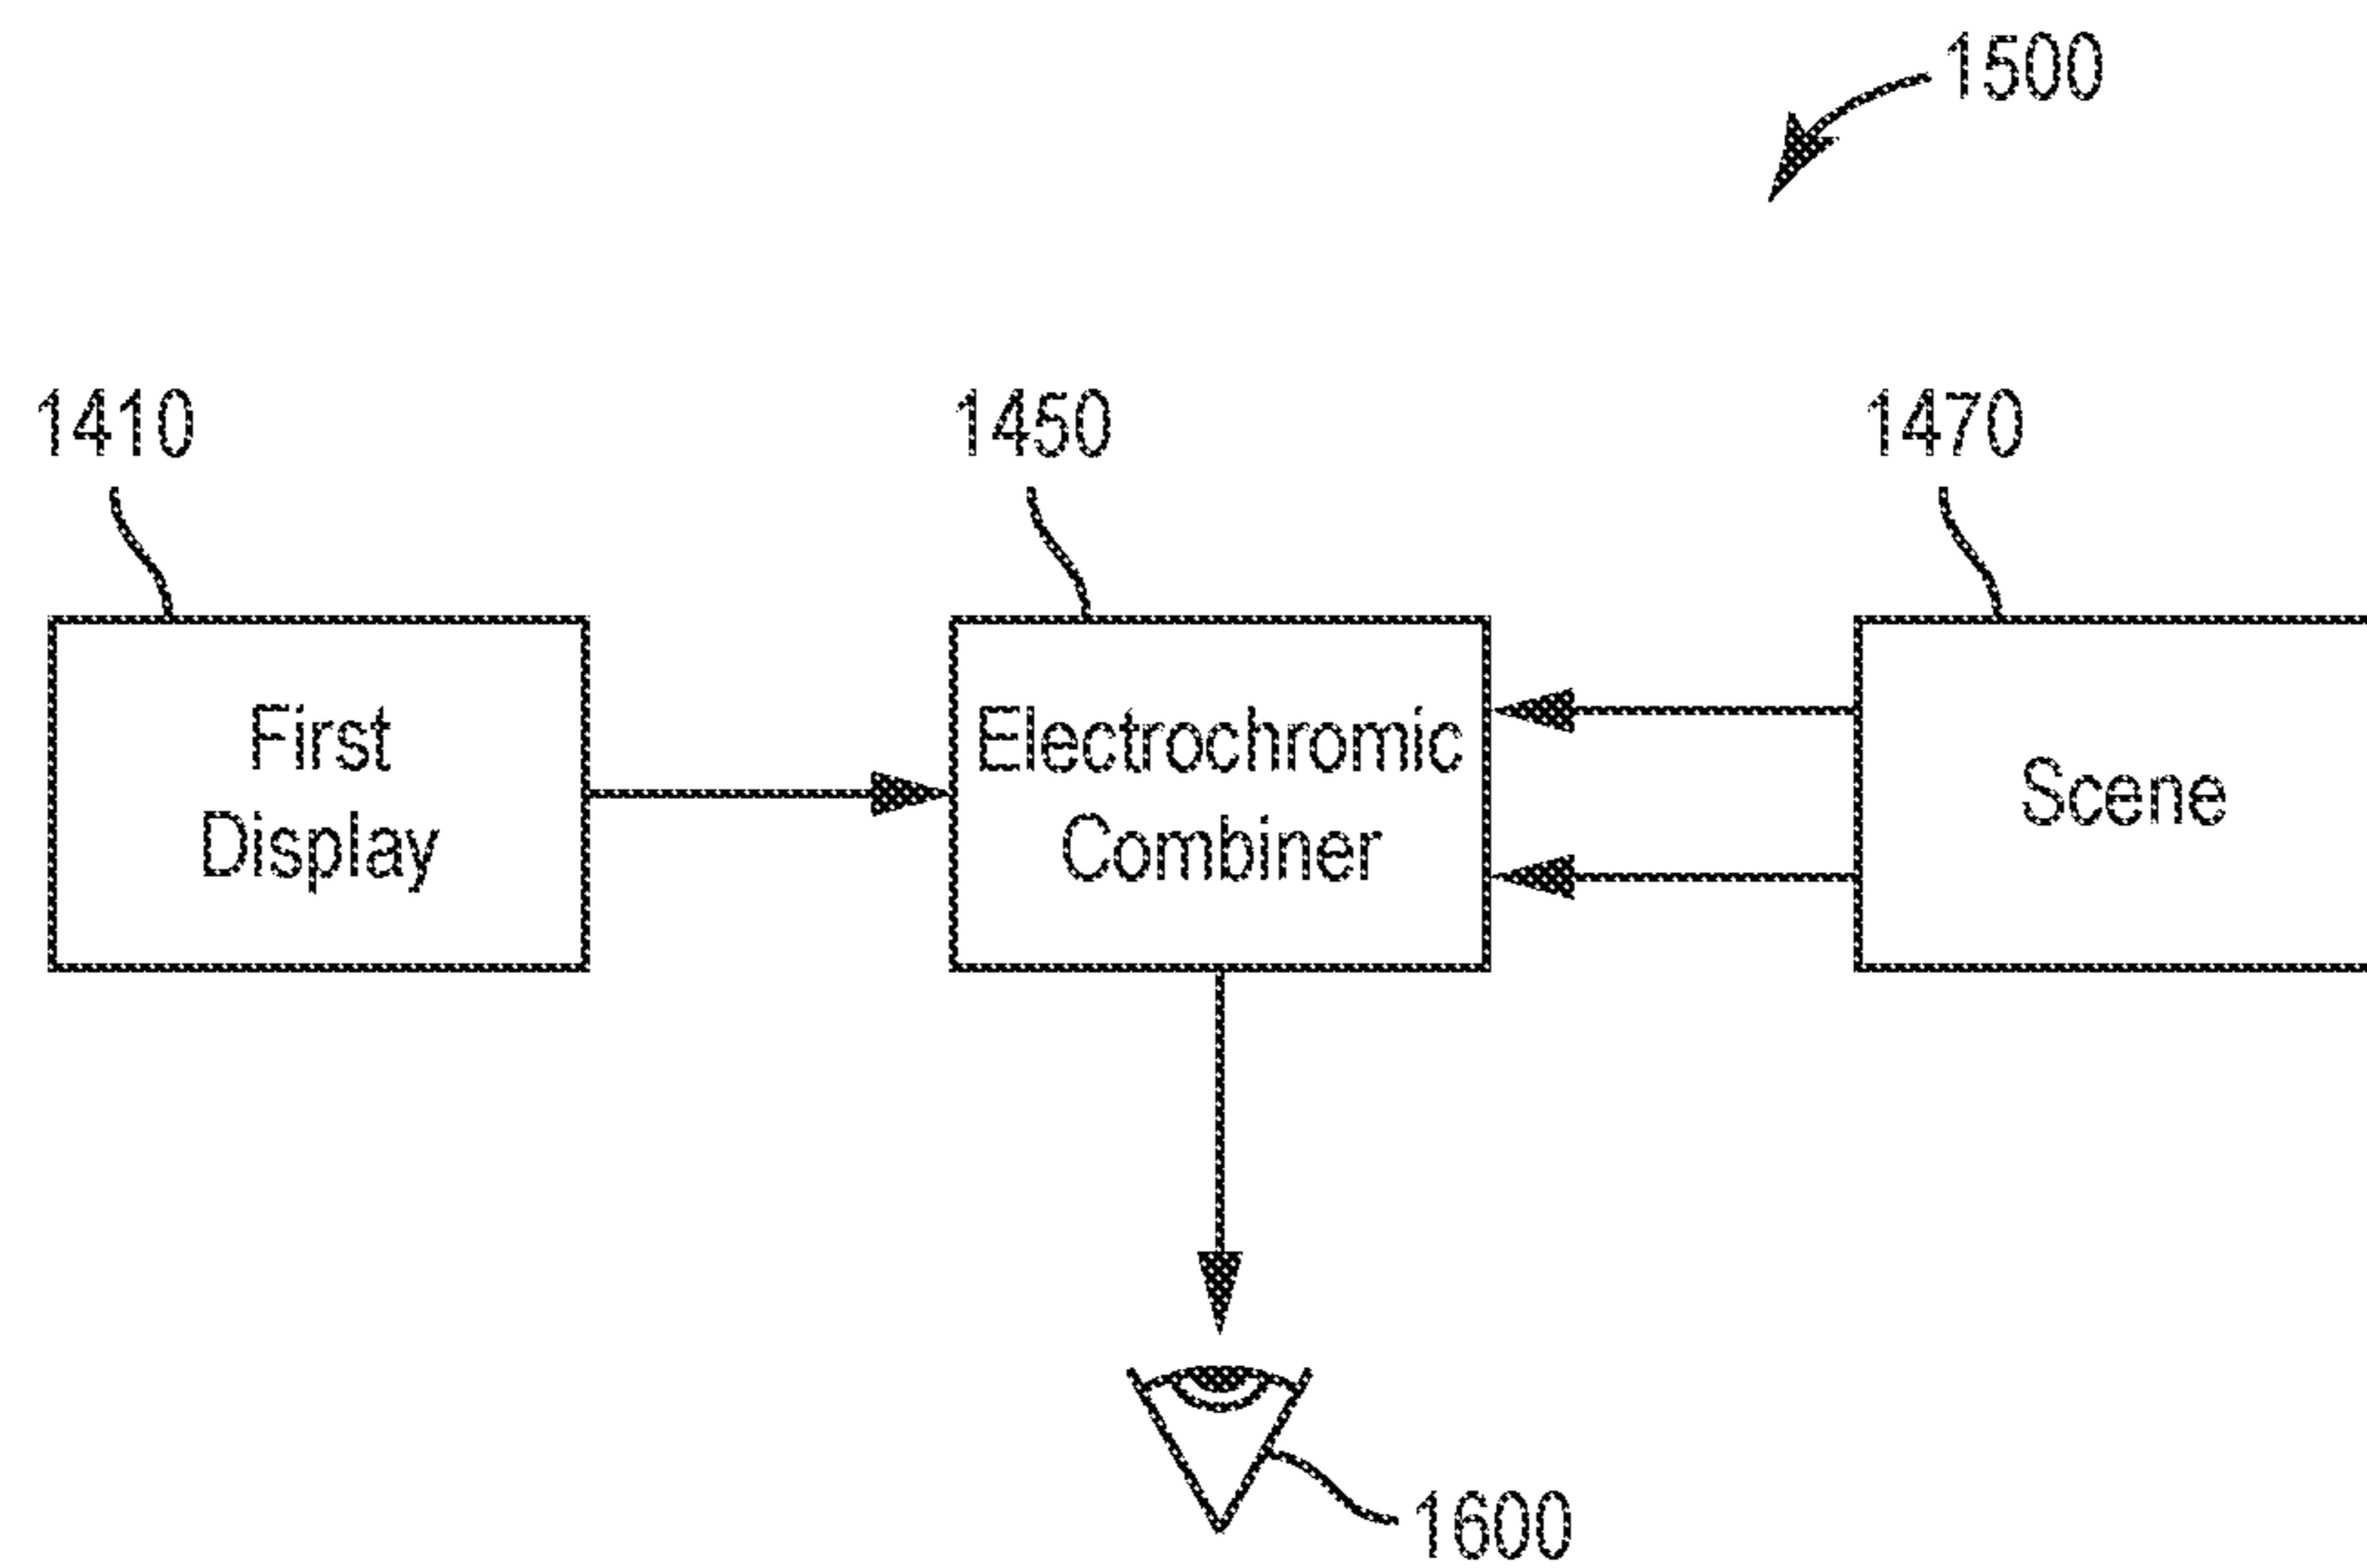 1500
1410
1450
1470
First
Display
Electrochromic
Combiner
Scene
1600